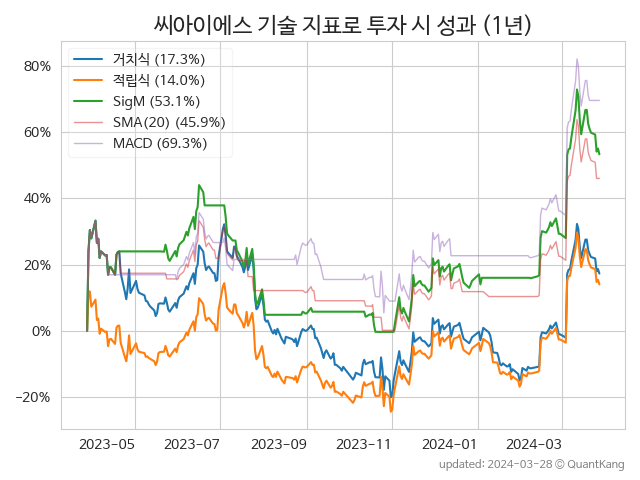 씨아이에스 기술 지표로 투자 시 성과 (1년)
거치식 (17.3%)
적립식 (14.0%)
SigM (53.1%)
SMA(20) (45.9%)
MACD (69.3%)
80%
60%
40%
20%
0%
−20%
2023-05 2023-07 2023-09 2023-11 2024-01 2024-03
updated: 2024-03-28 © QuantKang